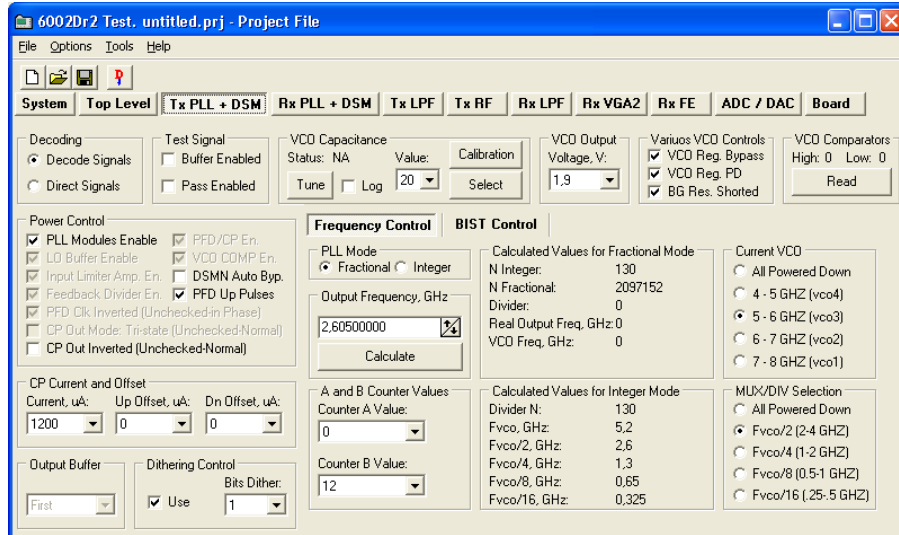 6002Dr2 Test. untitled.prj - Project File
File Options Tools Help
System Top Level Tx PLL + DSM Rx PLL + DSM Tx LPF Tx RF Rx LPF Rx VGA2 Rx FE ADC / DAC Board
Decoding
Decode Signals
Direct Signals
Test Signal
Buffer Enabled
Pass Enabled
VCO Capacitance
Status: NA Value: Calibration
Tune Log 20 Select
VCO Output
Voltage, V:
1,9
Variuos VCO Controls
VCO Reg. Bypass
VCO Reg. PD
BG Res. Shorted
VCO Comparators
High: 0 Low: 0
Read
Power Control
PLL Modules Enable PFD/CP En.
LO Buffer Enable VCO COMP En.
Input Limiter Amp. En. DSMN Auto Byp.
Feedback Divider En. PFD Up Pulses
PFD Clk Inverted (Unchecked-in Phase)
CP Out Mode: Tri-state (Unchecked-Normal)
CP Out Inverted (Unchecked-Normal)
CP Current and Offset
Current, uA: Up Offset, uA: Dn Offset, uA:
1200 0 0
Output Buffer
First
Dithering Control
Bits Dither:
Use 1
Frequency Control BIST Control
PLL Mode
Fractional Integer
Output Frequency, GHz
2,60500000
Calculate
A and B Counter Values
Counter A Value:
0
Counter B Value:
12
Calculated Values for Fractional Mode
N Integer: 130
N Fractional: 2097152
Divider: 0
Real Output Freq, GHz: 0
VCO Freq, GHz: 0
Calculated Values for Integer Mode
Divider N: 130
Fvco, GHz: 5,2
Fvco/2, GHz: 2,6
Fvco/4, GHz: 1,3
Fvco/8, GHz: 0,65
Fvco/16, GHz: 0,325
Current VCO
All Powered Down
4 - 5 GHZ (vco4)
5 - 6 GHZ (vco3)
6 - 7 GHZ (vco2)
7 - 8 GHZ (vco1)
MUX/DIV Selection
All Powered Down
Fvco/2 (2-4 GHZ)
Fvco/4 (1-2 GHZ)
Fvco/8 (0.5-1 GHZ)
Fvco/16 (.25-.5 GHZ)